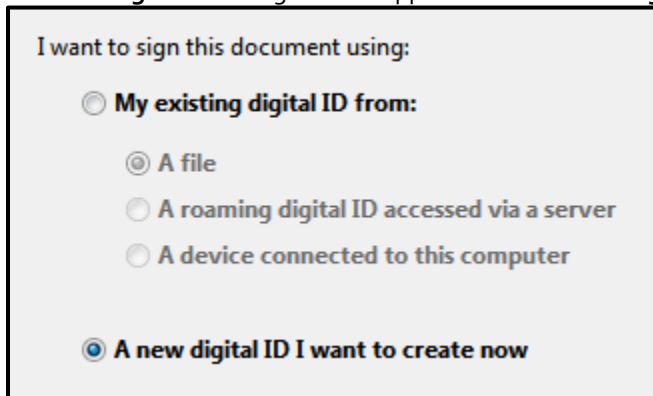 I want to sign this document using:
My existing digital ID from:
A file
A roaming digital ID accessed via a server
A device connected to this computer
A new digital ID I want to create now